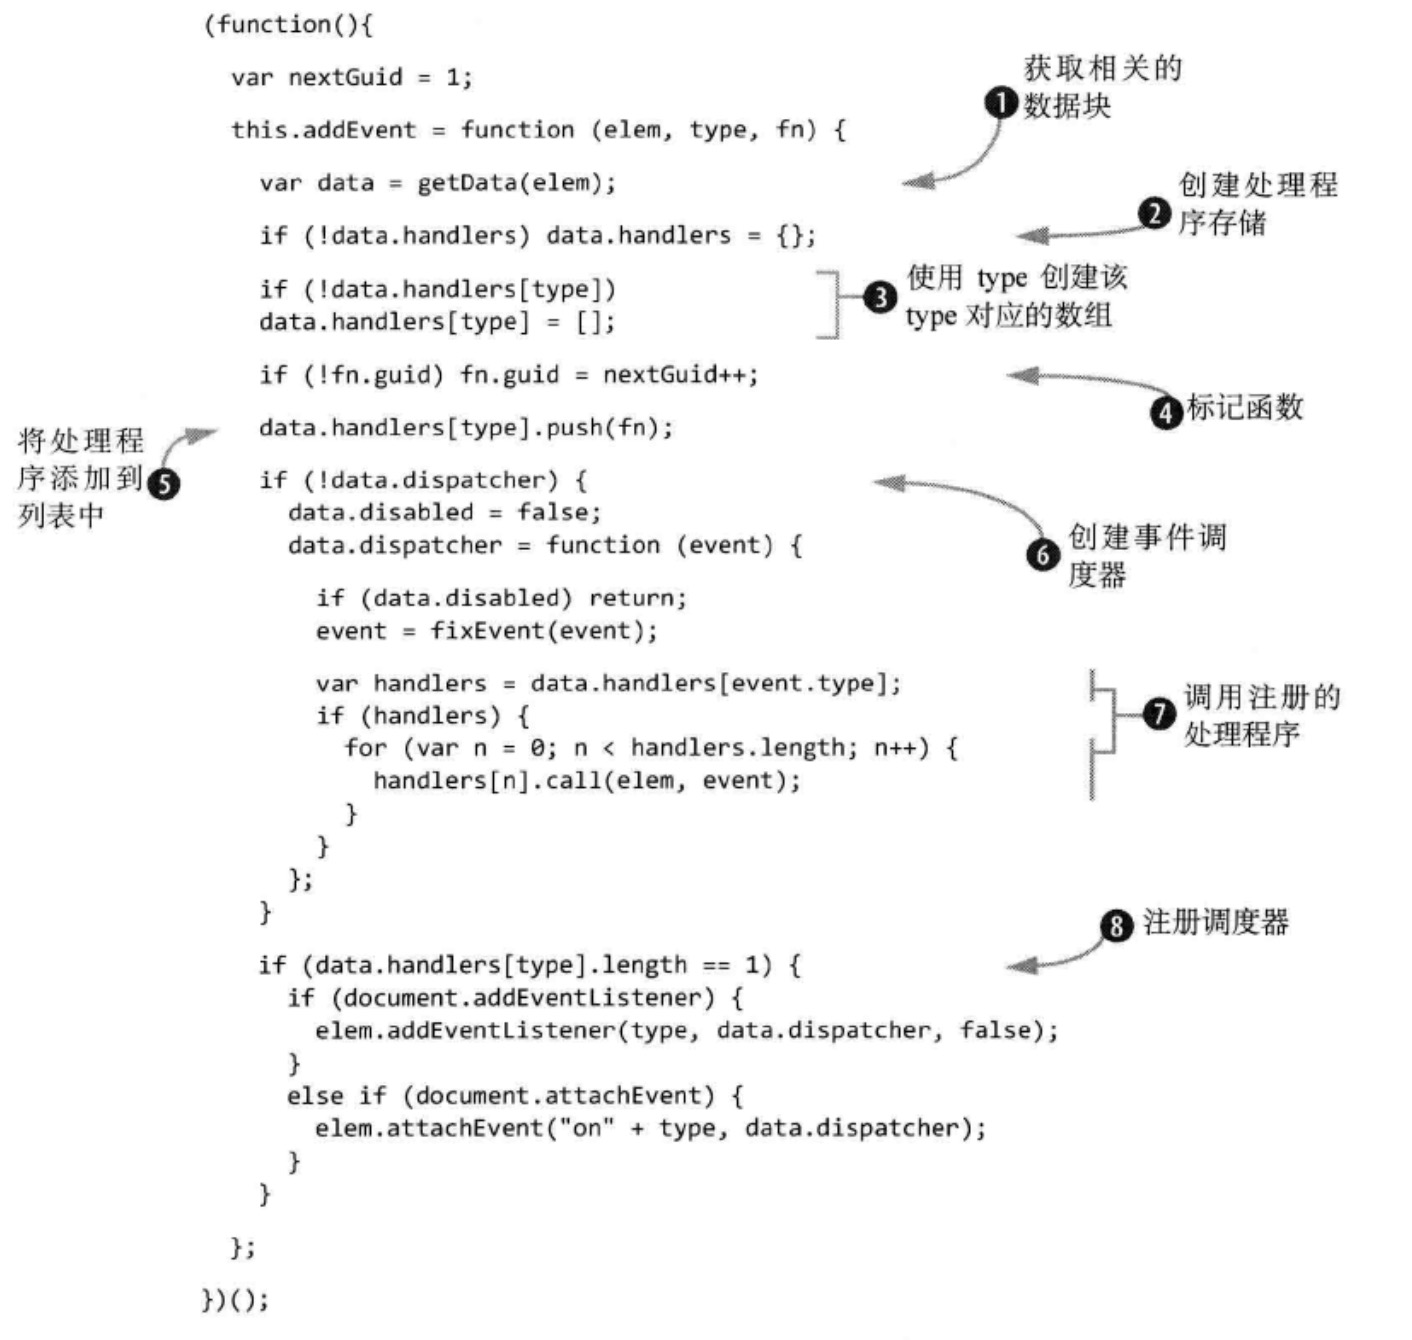 (function(){
var nextGuid = 1;
获取相关的
❶数据块
this.addEvent = function (elem, type, fn) {
var data = getData(elem);
创建处理程
❷序存储
if (!data.handlers) data.handlers = {};
if (!data.handlers[type])
data.handlers[type] = [];
❸使用 type 创建该
type 对应的数组
if (!fn.guid) fn.guid = nextGuid++;
❹标记函数
data.handlers[type].push(fn);
将处理程
序添加到❺
列表中
if (!data.dispatcher) {
data.disabled = false;
data.dispatcher = function (event) {
❻创建事件调
度器
if (data.disabled) return;
event = fixEvent(event);
var handlers = data.handlers[event.type];
if (handlers) {
for (var n = 0; n < handlers.length; n++) {
handlers[n].call(elem, event);
❼调用注册的
处理程序
}
}
};
}
❽注册调度器
if (data.handlers[type].length == 1) {
if (document.addEventListener) {
elem.addEventListener(type, data.dispatcher, false);
}
else if (document.attachEvent) {
elem.attachEvent("on" + type, data.dispatcher);
}
}
};
})();